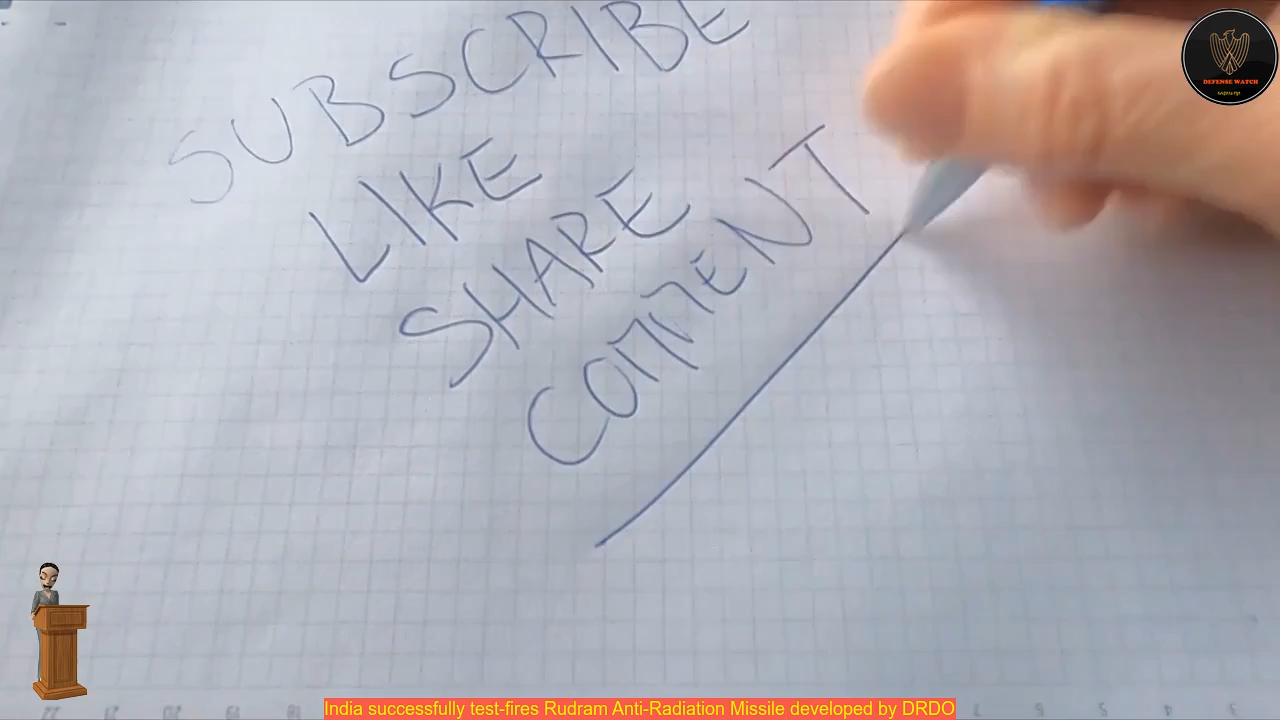 SUBSCRIBE
LIKE
SHARE
COMMENT
DEFENSE WATCH
India successfully test-fires Rudram Anti-Radiation Missile developed by DRDO